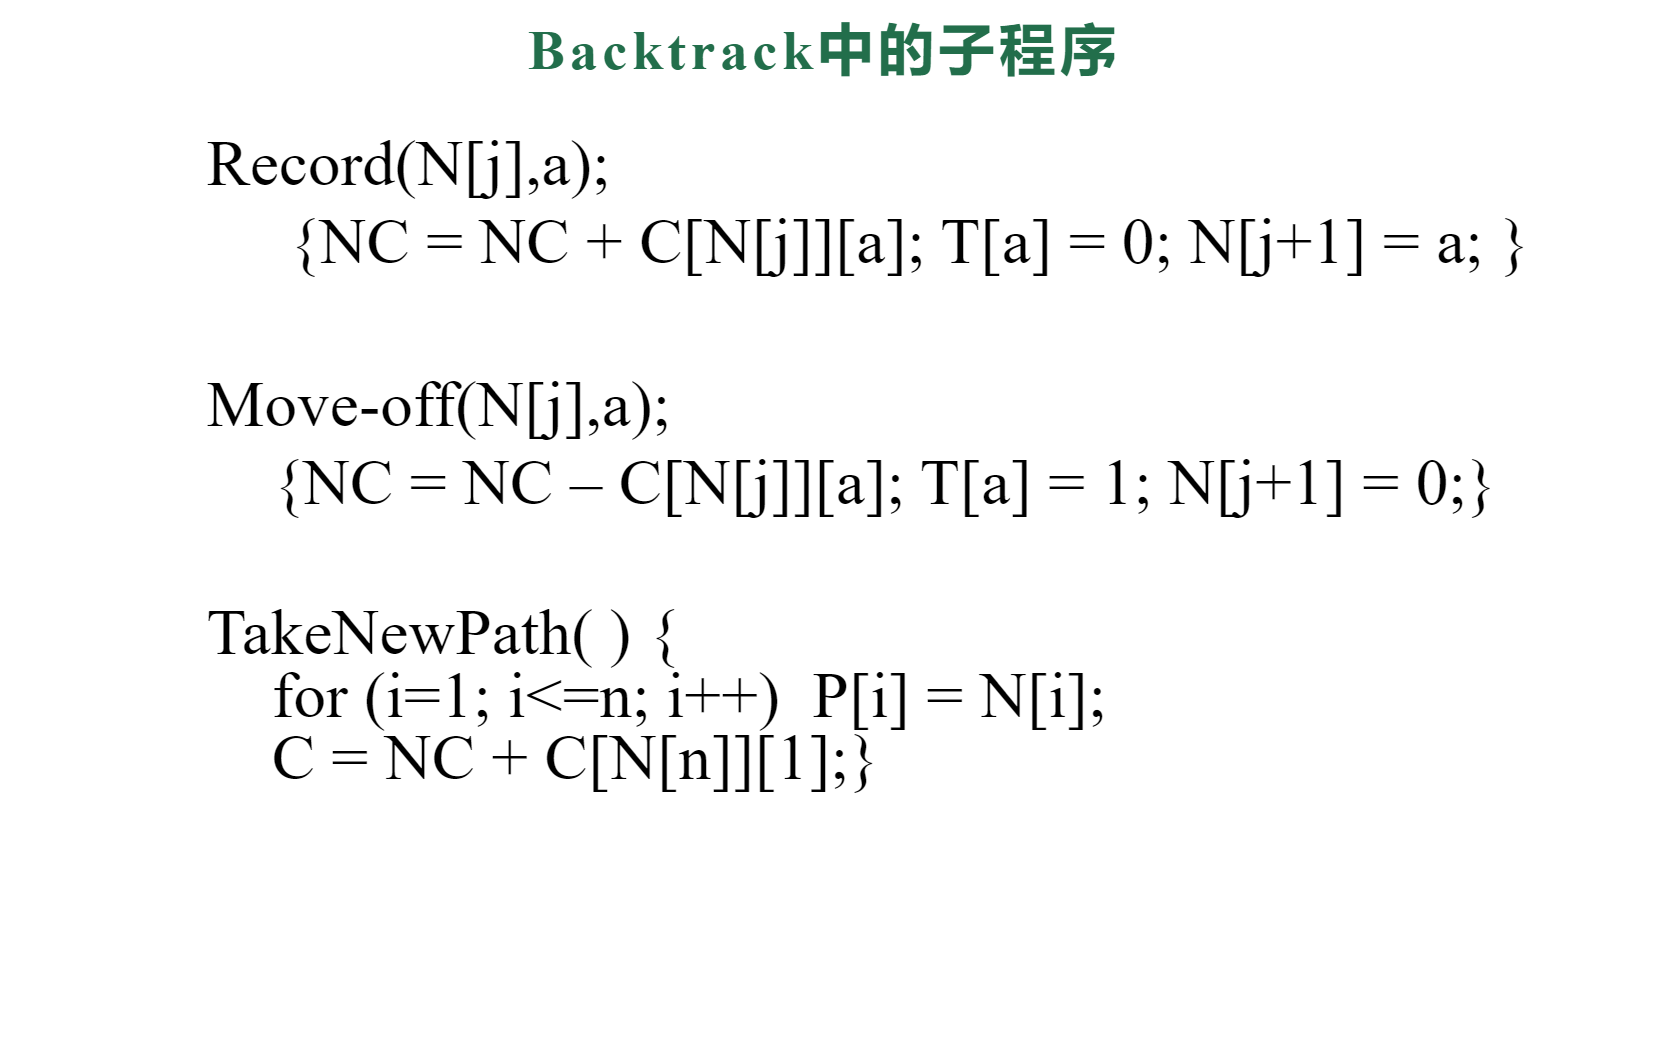 Backtrack中的子程序
Record(N[j],a);
{NC = NC + C[N[j]][a]; T[a] = 0; N[j+1] = a; }
Move-off(N[j],a);
{NC = NC – C[N[j]][a]; T[a] = 1; N[j+1] = 0;}
TakeNewPath( ) {
for (i=1; i<=n; i++) P[i] = N[i];
C = NC + C[N[n]][1];}